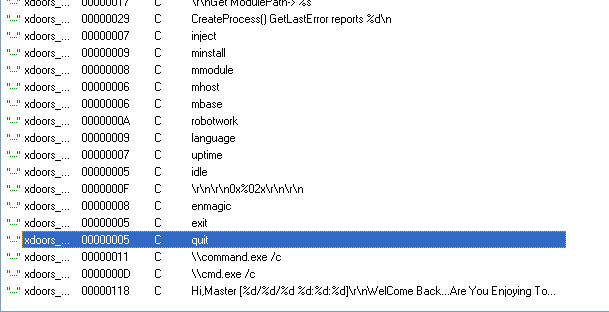 xdoors_... 00000017 C \r\nGet ModulePath-> %s
xdoors_... 00000029 C CreateProcess() GetLastError reports %d\n
xdoors_... 00000007 C inject
xdoors_... 00000009 C minstall
xdoors_... 00000008 C mmodule
xdoors_... 00000006 C mhost
xdoors_... 00000006 C mbase
xdoors_... 0000000A C robotwork
xdoors_... 00000009 C language
xdoors_... 00000007 C uptime
xdoors_... 00000005 C idle
xdoors_... 0000000F C \r\n\r\n0x%02x\r\n\r\n
xdoors_... 00000008 C enmagic
xdoors_... 00000005 C exit
xdoors_... 00000005 C quit
xdoors_... 00000011 C \\command.exe /c
xdoors_... 0000000D C \\cmd.exe /c
xdoors_... 00000118 C Hi,Master [%d/%d/%d %d:%d:%d]\r\nWelCome Back...Are You Enjoying To...